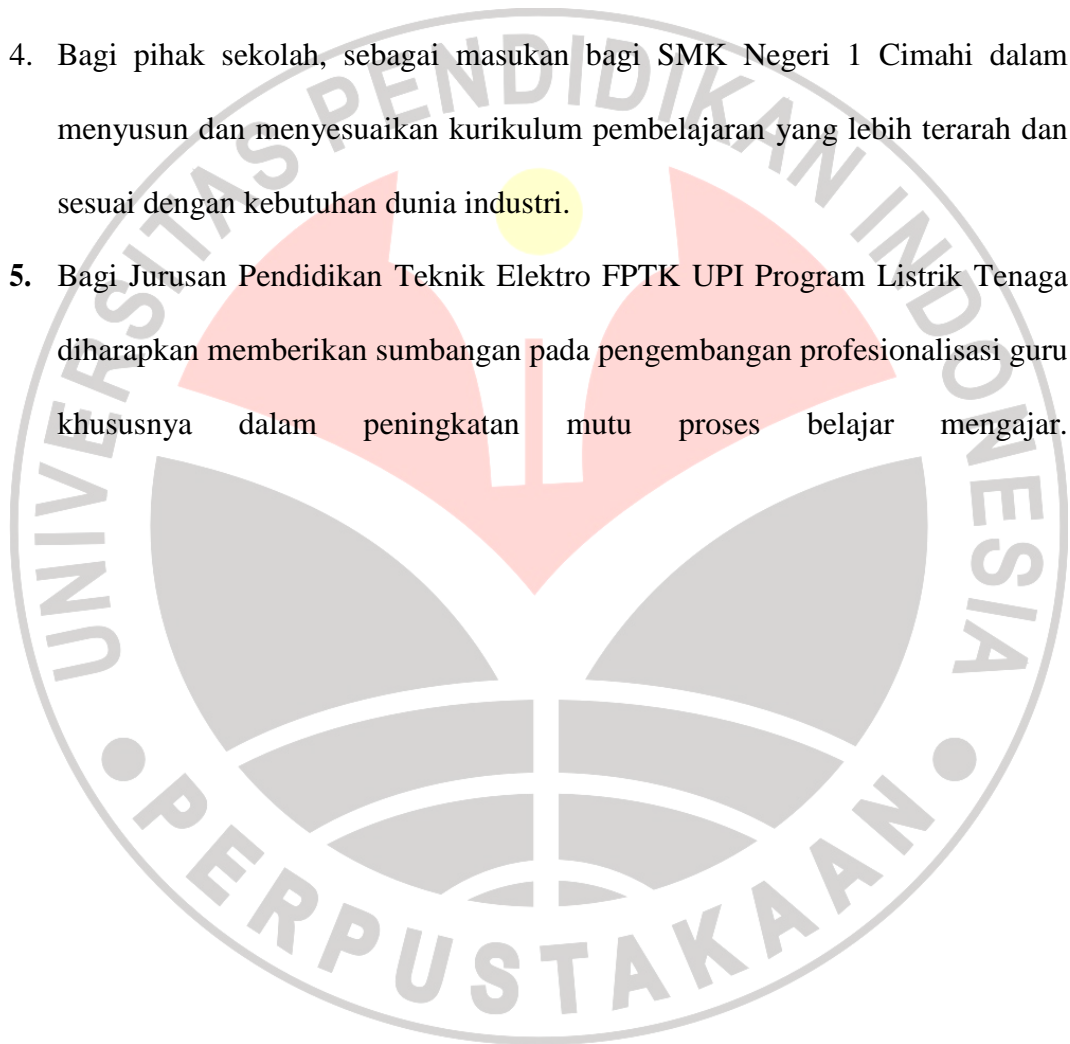 4. Bagi pihak sekolah, sebagai masukan bagi SMK Negeri 1 Cimahi dalam
menyusun dan menyesuaikan kurikulum pembelajaran yang lebih terarah dan
sesuai dengan kebutuhan dunia industri.
5. Bagi Jurusan Pendidikan Teknik Elektro FPTK UPI Program Listrik Tenaga
diharapkan memberikan sumbangan pada pengembangan profesionalisasi guru
khususnya dalam peningkatan mutu proses belajar mengajar.
UNIVERSITAS PENDIDIKAN INDONESIA
PERPUSTAKAAN